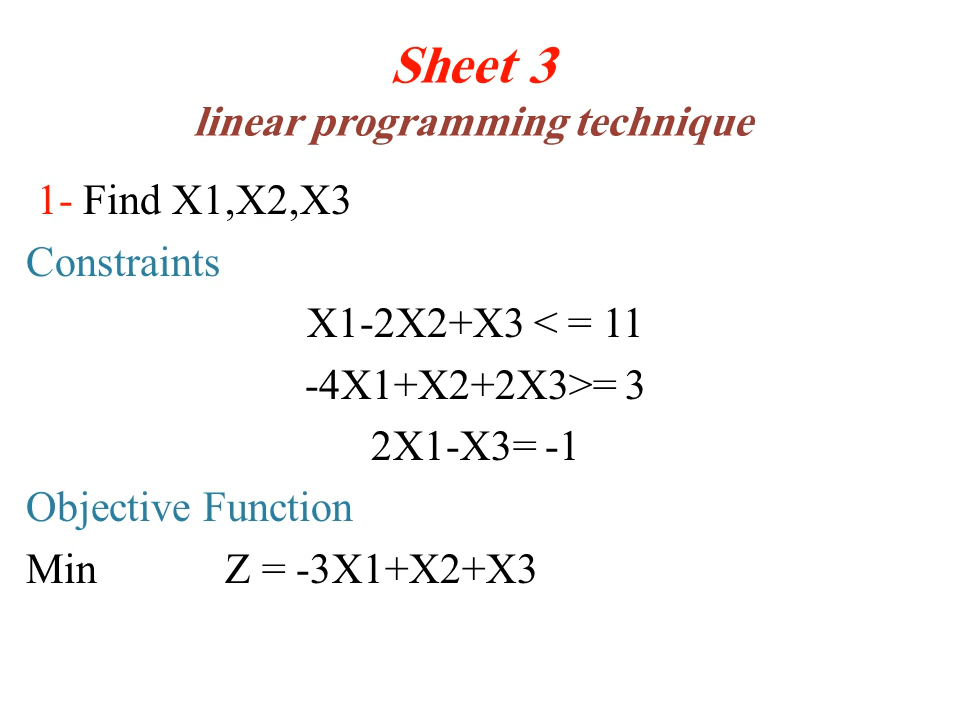 Sheet 3
linear programming technique
1- Find X1,X2,X3
Constraints
X1-2X2+X3 < = 11
-4X1+X2+2X3>= 3
2X1-X3= -1
Objective Function
Min Z = -3X1+X2+X3